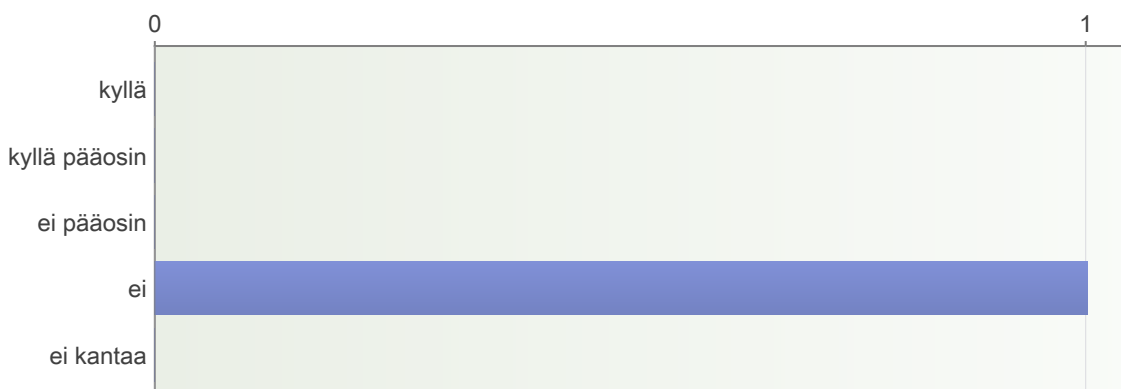 0 1
kyllä
kyllä pääosin
ei pääosin
ei
ei kantaa